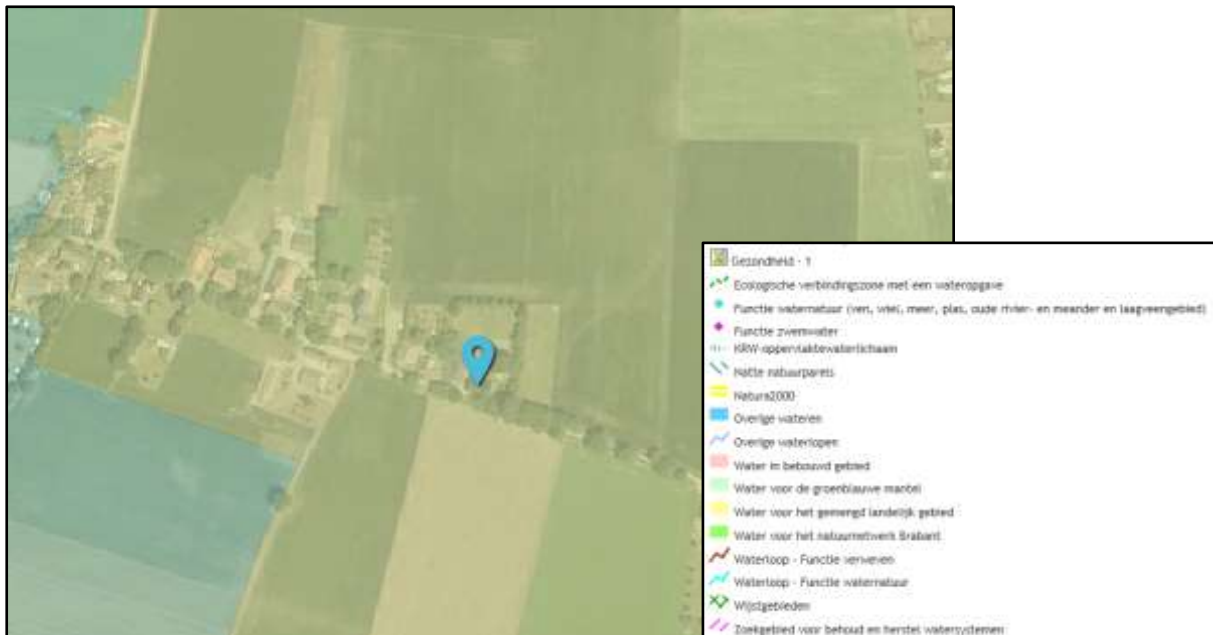 Gezondheid - 1
Ecologische verbindingszone met een wateropgave
Functie waternatuur (ven, wiel, meer, plas, oude rivier- en meander en laagveengebied)
Functie zwemwater
KRW-oppervlaktewaterlichaam
Natte natuurparels
Natura2000
Overige wateren
Overige waterlopen
Water in bebouwd gebied
Water voor de groenblauwe mantel
Water voor het gemengd landelijk gebied
Water voor het natuurnetwerk Brabant
Waterloop - Functie verweven
Waterloop - Functie waternatuur
Wijstgebieden
Zoekgebied voor behoud en herstel watersystemen